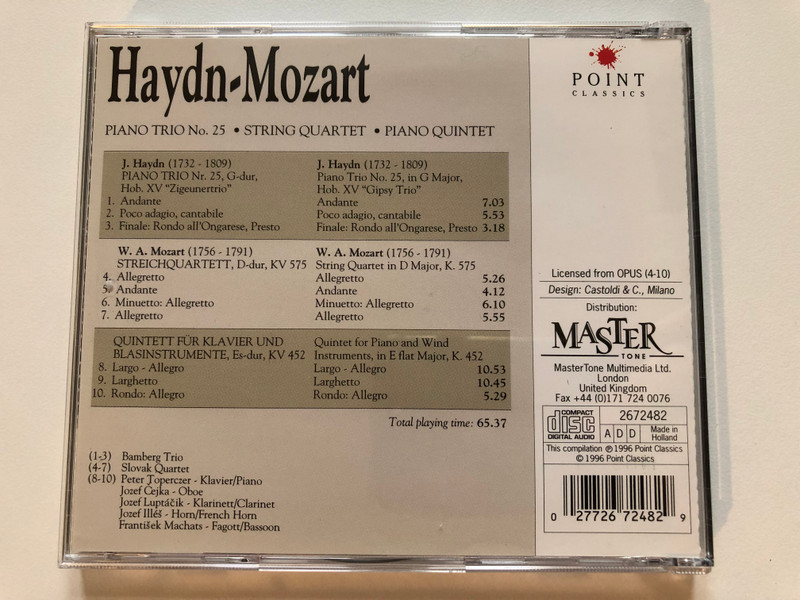 Haydn-Mozart
PIANO TRIO No. 25 • STRING QUARTET • PIANO QUINTET
J. Haydn (1732 - 1809)
PIANO TRIO Nr. 25, G-dur,
Hob. XV "Zigeunertrio"
1. Andante
2. Poco adagio, cantabile
3. Finale: Rondo all'Ongarese, Presto
J. Haydn (1732 - 1809)
Piano Trio No. 25, in G Major,
Hob. XV "Gipsy Trio"
Andante 7.03
Poco adagio, cantabile 5.53
Finale: Rondo all'Ongarese, Presto 3.18
W. A. Mozart (1756 - 1791)
STREICHQUARTETT, D-dur, KV 575
4. Allegretto
5. Andante
6. Minuetto: Allegretto
7. Allegretto
W. A. Mozart (1756 - 1791)
String Quartet in D Major, K. 575
Allegretto 5.26
Andante 4.12
Minuetto: Allegretto 6.10
Allegretto 5.55
QUINTETT FÜR KLAVIER UND
BLASINSTRUMENTE, Es-dur, KV 452
8. Largo - Allegro
9. Larghetto
10. Rondo: Allegro
Quintet for Piano and Wind
Instruments, in E flat Major, K. 452
Largo - Allegro 10.53
Larghetto 10.45
Rondo: Allegro 5.29
Total playing time: 65.37
(1-3) Bamberg Trio
(4-7) Slovak Quartet
(8-10) Peter Toperczer - Klavier/Piano
Jozef Čejka - Oboe
Jozef Luptáčik - Klarinett/Clarinet
Jozef Illéš - Horn/French Horn
František Machats - Fagott/Bassoon
POINT
CLASSICS
Licensed from OPUS (4-10)
Design: Castoldi & C., Milano
Distribution:
MASTER
TONE
MasterTone Multimedia Ltd.
London
United Kingdom
Fax +44 (0)171 724 0076
COMPACT
disc
DIGITAL AUDIO
2672482
A D D
Made in
Holland
This compilation ℗ 1996 Point Classics
© 1996 Point Classics
0 27726 72482 9